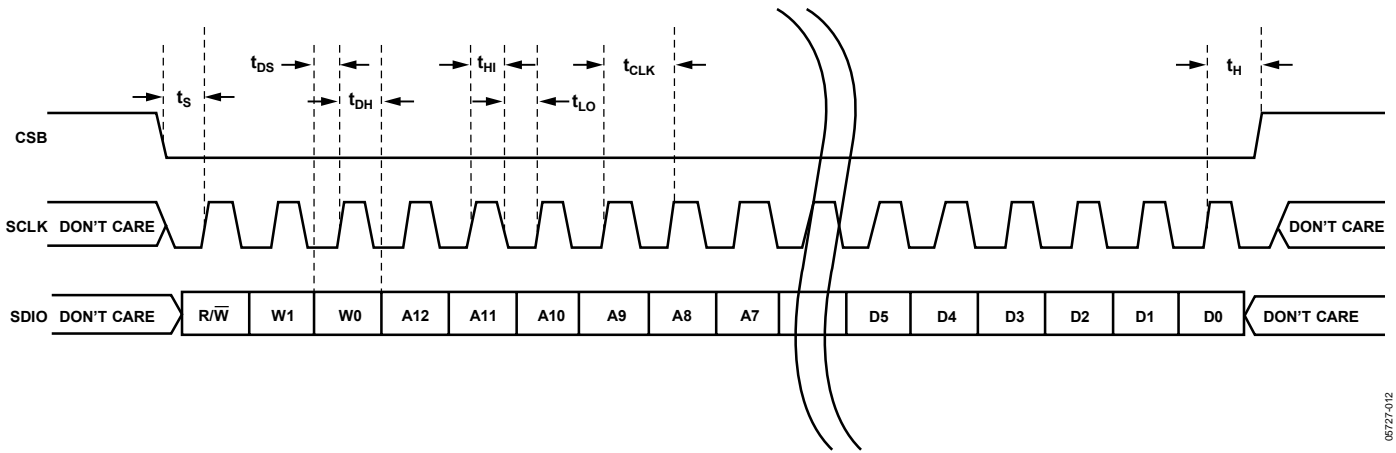 tDS
tHI
tCLK
tH
tS
tDH
tLO
CSB
SCLK DON'T CARE
DON'T CARE
SDIO DON'T CARE R/W̅ W1 W0 A12 A11 A10 A9 A8 A7 D5 D4 D3 D2 D1 D0 DON'T CARE
05727-012